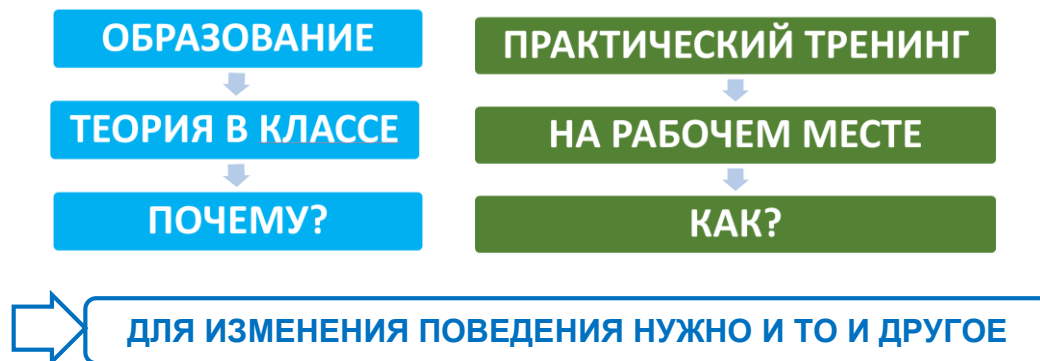 ОБРАЗОВАНИЕ
ТЕОРИЯ В КЛАССЕ
ПОЧЕМУ?
ПРАКТИЧЕСКИЙ ТРЕНИНГ
НА РАБОЧЕМ МЕСТЕ
КАК?
ДЛЯ ИЗМЕНЕНИЯ ПОВЕДЕНИЯ НУЖНО И ТО И ДРУГОЕ